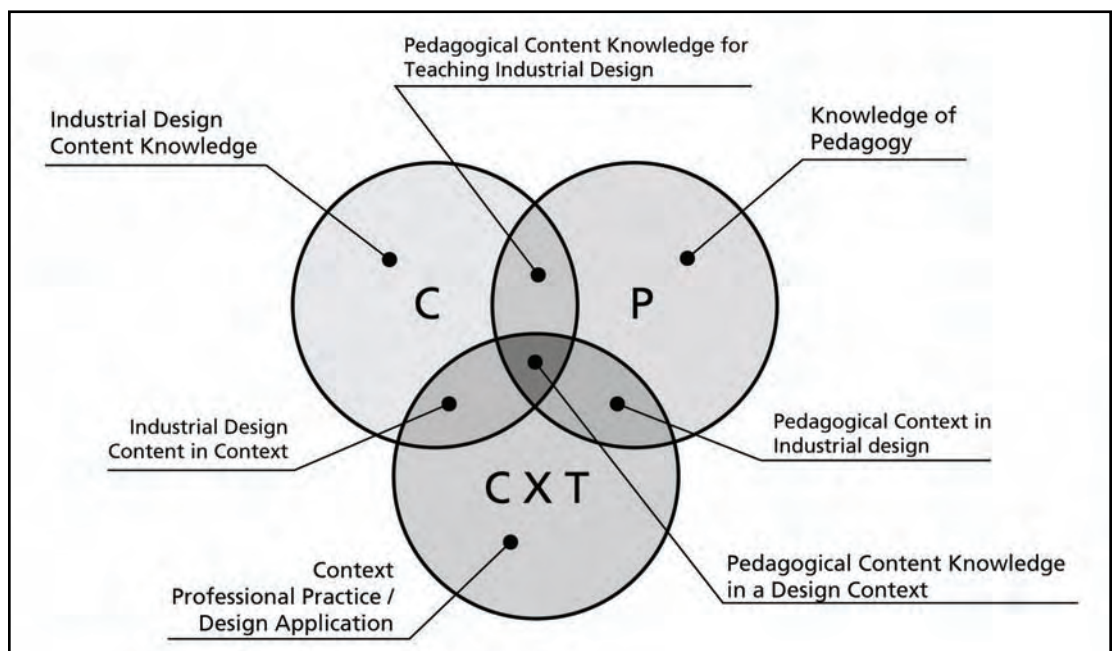 Pedagogical Content Knowledge for
Teaching Industrial Design
Industrial Design
Content Knowledge
Knowledge of
Pedagogy
C
P
Industrial Design
Content in Context
Pedagogical Context in
Industrial design
C X T
Context
Professional Practice /
Design Application
Pedagogical Content Knowledge
in a Design Context